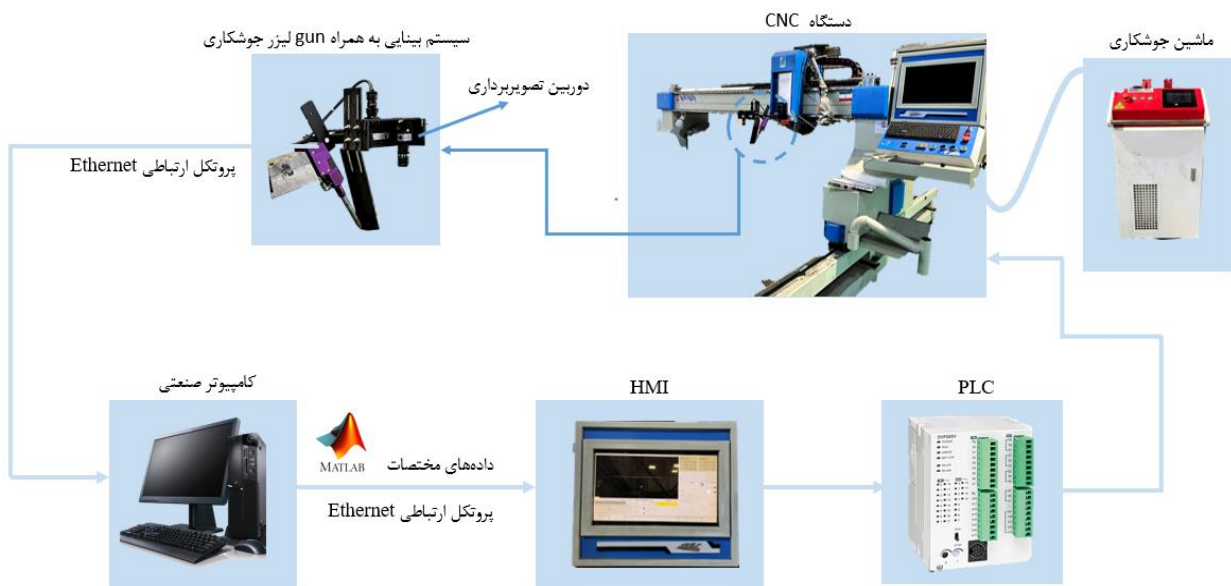 دستگاه CNC
سیستم بینایی به همراه gun لیزر جوشکاری
ماشین جوشکاری
دوربین تصویربرداری
پروتکل ارتباطی Ethernet
کامپیوتر صنعتی
HMI
PLC
MATLAB
داده‌های مختصات
پروتکل ارتباطی Ethernet